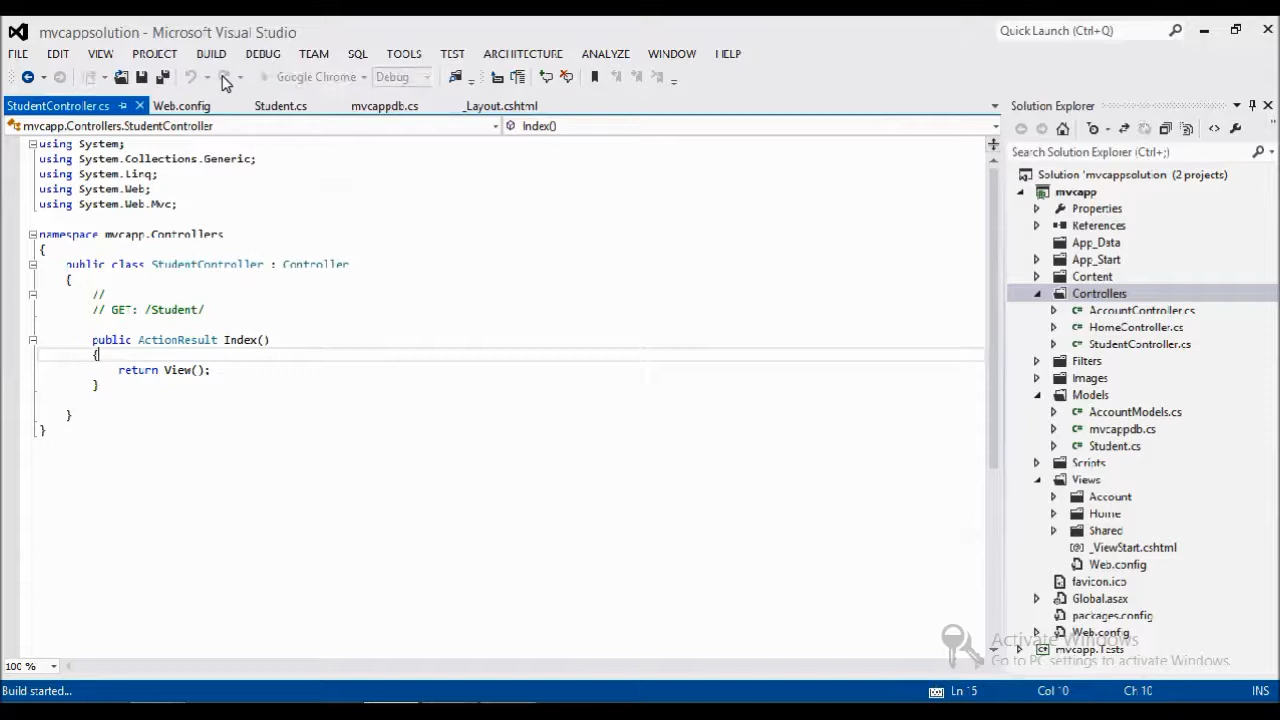 mvcappsolution - Microsoft Visual Studio
Quick Launch (Ctrl+Q)
FILE EDIT VIEW PROJECT BUILD DEBUG TEAM SQL TOOLS TEST ARCHITECTURE ANALYZE WINDOW HELP
Google Chrome Debug
StudentController.cs Web.config Student.cs mvcappdb.cs _Layout.cshtml
mvcapp.Controllers.StudentController Index()
using System;
using System.Collections.Generic;
using System.Linq;
using System.Web;
using System.Web.Mvc;
namespace mvcapp.Controllers
{
public class StudentController : Controller
{
//
// GET: /Student/
public ActionResult Index()
{
return View();
}
}
}
100 %
Solution Explorer
Search Solution Explorer (Ctrl+;)
Solution 'mvcappsolution' (2 projects)
mvcapp
Properties
References
App_Data
App_Start
Content
Controllers
AccountController.cs
HomeController.cs
StudentController.cs
Filters
Images
Models
AccountModels.cs
mvcappdb.cs
Student.cs
Scripts
Views
Account
Home
Shared
_ViewStart.cshtml
Web.config
favicon.ico
Global.asax
packages.config
Web.config
mvcapp.Tests
Activate Windows
Go to PC settings to activate Windows.
Build started... Ln 15 Col 10 Ch 10 INS